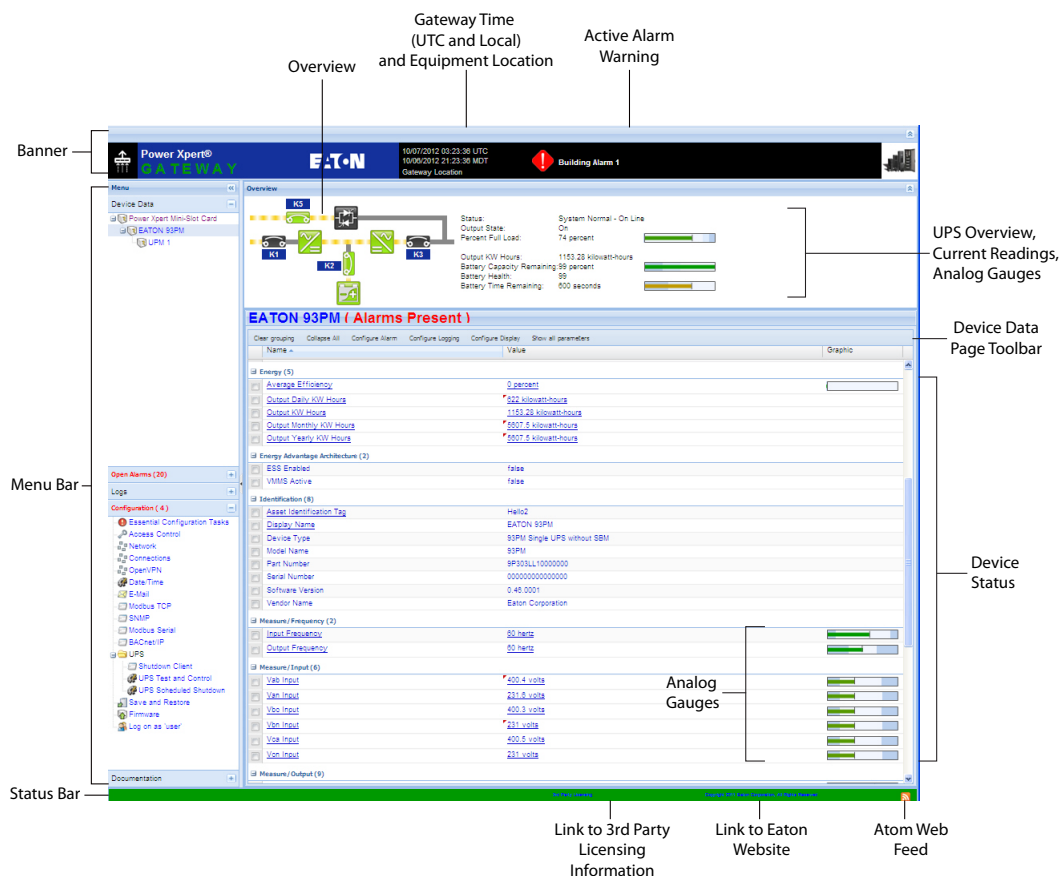 Gateway Time
(UTC and Local)
and Equipment Location
Active Alarm
Warning
Overview
Banner
Power Xpert®
GATEWAY
EATON
10/07/2012 03:23:36 UTC
10/06/2012 21:23:36 MDT
Gateway Location
Building Alarm 1
Menu
Overview
Device Data
Power Xpert Mini-Slot Card
EATON 93PM
UPM 1
K5
K1
K2
K3
Status: System Normal - On Line
Output State: On
Percent Full Load: 74 percent
Output KW Hours: 1153.28 kilowatt-hours
Battery Capacity Remaining: 99 percent
Battery Health: 99
Battery Time Remaining: 600 seconds
UPS Overview,
Current Readings,
Analog Gauges
EATON 93PM ( Alarms Present )
Clear grouping Collapse All Configure Alarm Configure Logging Configure Display Show all parameters
Device Data
Page Toolbar
Name Value Graphic
Energy (5)
Average Efficiency 0 percent
Output Daily KW Hours 622 kilowatt-hours
Output KW Hours 1153.28 kilowatt-hours
Output Monthly KW Hours 5607.5 kilowatt-hours
Output Yearly KW Hours 5607.5 kilowatt-hours
Energy Advantage Architecture (2)
ESS Enabled false
VMMS Active false
Identification (8)
Asset Identification Tag Hello2
Display Name EATON 93PM
Device Type 93PM Single UPS without SBM
Model Name 93PM
Part Number 9P303LL10000000
Serial Number 000000000000000
Software Version 0.46.0001
Vendor Name Eaton Corporation
Measure/Frequency (2)
Input Frequency 60 hertz
Output Frequency 60 hertz
Measure/Input (6)
Vab Input 400.4 volts
Van Input 231.6 volts
Vbc Input 400.3 volts
Vbn Input 231 volts
Vca Input 400.5 volts
Vcn Input 231 volts
Measure/Output (9)
Analog
Gauges
Device
Status
Menu Bar
Open Alarms (20)
Logs
Configuration ( 4 )
Essential Configuration Tasks
Access Control
Network
Connections
OpenVPN
Date/Time
E-Mail
Modbus TCP
SNMP
Modbus Serial
BACnet/IP
UPS
Shutdown Client
UPS Test and Control
UPS Scheduled Shutdown
Save and Restore
Firmware
Log on as 'user'
Documentation
Status Bar
Link to 3rd Party
Licensing
Information
Link to Eaton
Website
Atom Web
Feed